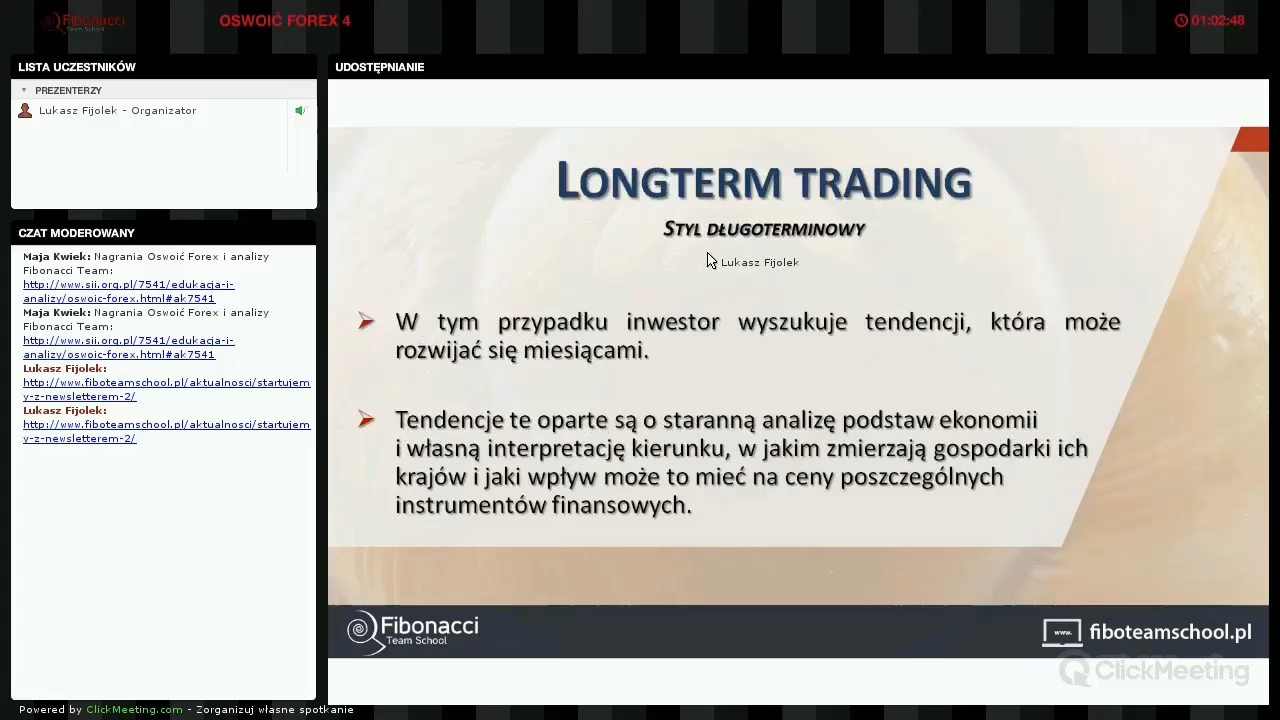 Fibonacci
Team School
OSWOIĆ FOREX 4
01:02:48
LISTA UCZESTNIKÓW
PREZENTERZY
Lukasz Fijolek - Organizator
CZAT MODEROWANY
Maja Kwiek: Nagrania Oswoić Forex i analizy
Fibonacci Team:
http://www.sii.org.pl/7541/edukacja-i-
analizy/oswoic-forex.html#ak7541
Maja Kwiek: Nagrania Oswoić Forex i analizy
Fibonacci Team:
http://www.sii.org.pl/7541/edukacja-i-
analizy/oswoic-forex.html#ak7541
Lukasz Fijolek:
http://www.fiboteamschool.pl/aktualnosci/startujem
y-z-newsletterem-2/
Lukasz Fijolek:
http://www.fiboteamschool.pl/aktualnosci/startujem
y-z-newsletterem-2/
UDOSTĘPNIANIE
LONGTERM TRADING
STYL DŁUGOTERMINOWY
Lukasz Fijolek
W tym przypadku inwestor wyszukuje tendencji, która może
rozwijać się miesiącami.
Tendencje te oparte są o staranną analizę podstaw ekonomii
i własną interpretację kierunku, w jakim zmierzają gospodarki ich
krajów i jaki wpływ może to mieć na ceny poszczególnych
instrumentów finansowych.
Fibonacci
Team School
www.
fiboteamschool.pl
ClickMeeting
Powered by ClickMeeting.com - Zorganizuj własne spotkanie